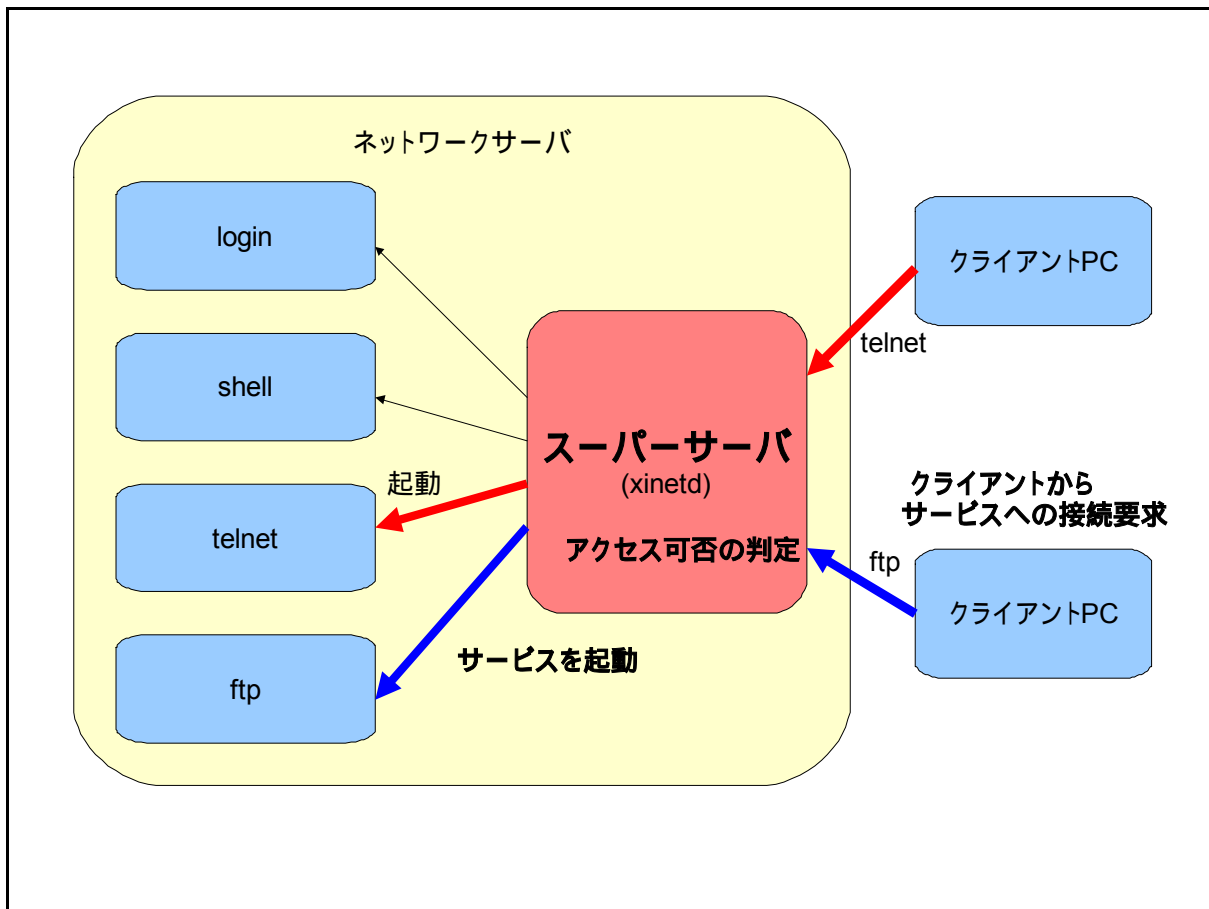 ネットワークサーバ
login
shell
起動
telnet
ftp
スーパーサーバ
(xinetd)
アクセス可否の判定
サービスを起動
クライアントPC
telnet
クライアントから
サービスへの接続要求
ftp
クライアントPC